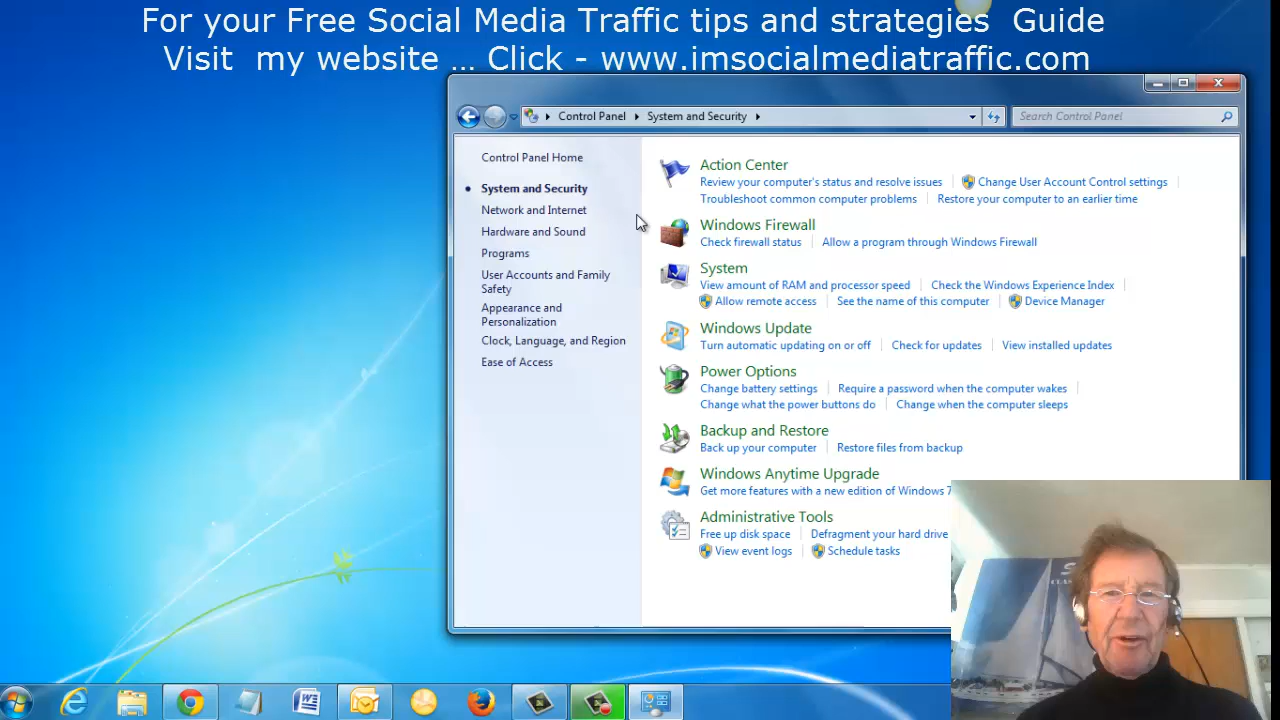 For your Free Social Media Traffic tips and strategies  Guide
Visit  my website ... Click - www.imsocialmediatraffic.com
Control Panel
System and Security
Search Control Panel
Control Panel Home
System and Security
Network and Internet
Hardware and Sound
Programs
User Accounts and Family
Safety
Appearance and
Personalization
Clock, Language, and Region
Ease of Access
Action Center
Review your computer's status and resolve issues
Change User Account Control settings
Troubleshoot common computer problems
Restore your computer to an earlier time
Windows Firewall
Check firewall status
Allow a program through Windows Firewall
System
View amount of RAM and processor speed
Check the Windows Experience Index
Allow remote access
See the name of this computer
Device Manager
Windows Update
Turn automatic updating on or off
Check for updates
View installed updates
Power Options
Change battery settings
Require a password when the computer wakes
Change what the power buttons do
Change when the computer sleeps
Backup and Restore
Back up your computer
Restore files from backup
Windows Anytime Upgrade
Get more features with a new edition of Windows 7
Administrative Tools
Free up disk space
Defragment your hard drive
View event logs
Schedule tasks